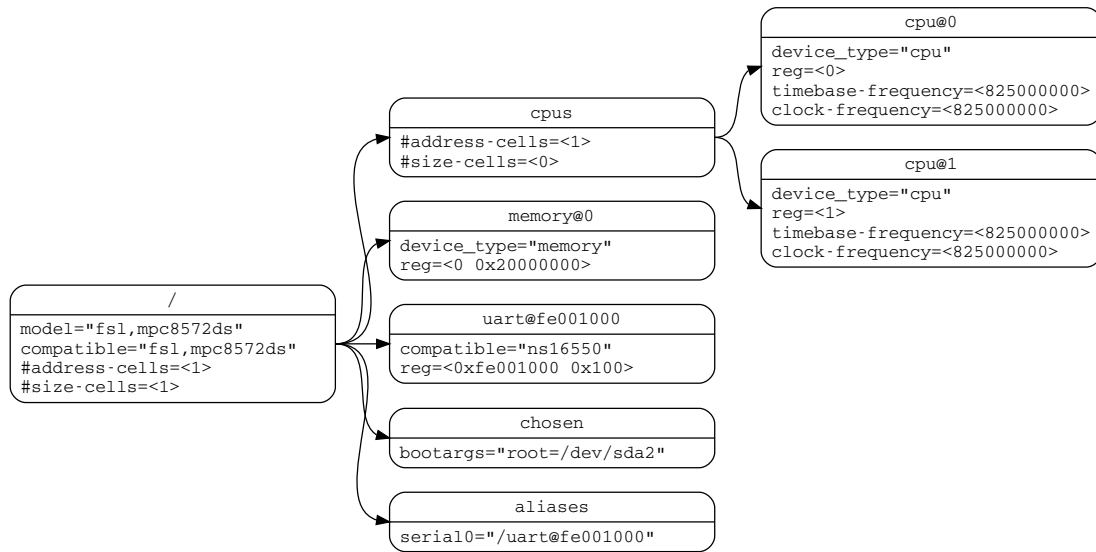 /
model="fsl,mpc8572ds"
compatible="fsl,mpc8572ds"
#address-cells=<1>
#size-cells=<1>
cpus
#address-cells=<1>
#size-cells=<0>
memory@0
device_type="memory"
reg=<0 0x20000000>
uart@fe001000
compatible="ns16550"
reg=<0xfe001000 0x100>
chosen
bootargs="root=/dev/sda2"
aliases
serial0="/uart@fe001000"
cpu@0
device_type="cpu"
reg=<0>
timebase-frequency=<825000000>
clock-frequency=<825000000>
cpu@1
device_type="cpu"
reg=<1>
timebase-frequency=<825000000>
clock-frequency=<825000000>